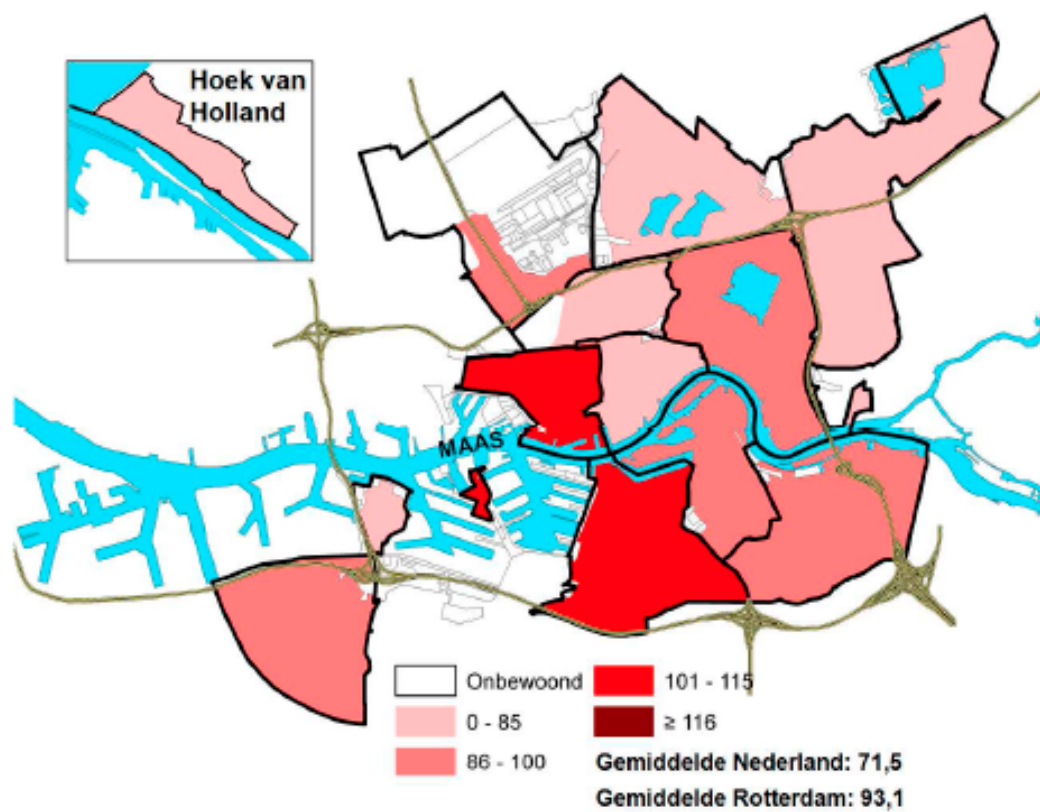 Hoek van
Holland
MAAS
Onbewoond
0 - 85
86 - 100
101 - 115
≥ 116
Gemiddelde Nederland: 71,5
Gemiddelde Rotterdam: 93,1